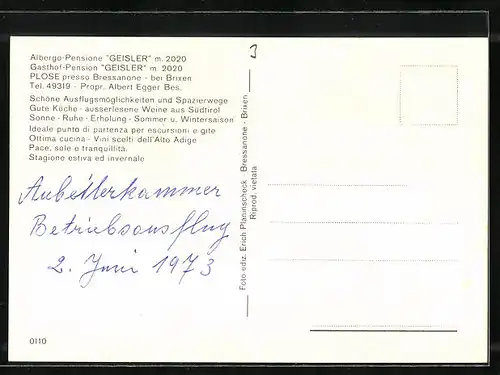 Albergo-Pensione "GEISLER" m. 2020
Gasthof-Pension "GEISLER" m. 2020
PLOSE presso Bressanone - bei Brixen
Tel. 49319 - Propr. Albert Egger Bes.
Schöne Ausflugsmöglichkeiten und Spazierwege
Gute Küche - ausserlesene Weine aus Südtirol
Sonne - Ruhe - Erholung - Sommer u. Wintersaison
Ideale punto di partenza per escursioni e gite
Ottima cucina - Vini scelti dell'Alto Adige
Pace, sole e tranquillità.
Stagione estiva ed invernale
Arbeiterkammer
Betriebsausflug
2. Juni 1973
0110
3
Foto ediz. Erich Planinscheck - Bressanone - Brixen
Riprod. vietata